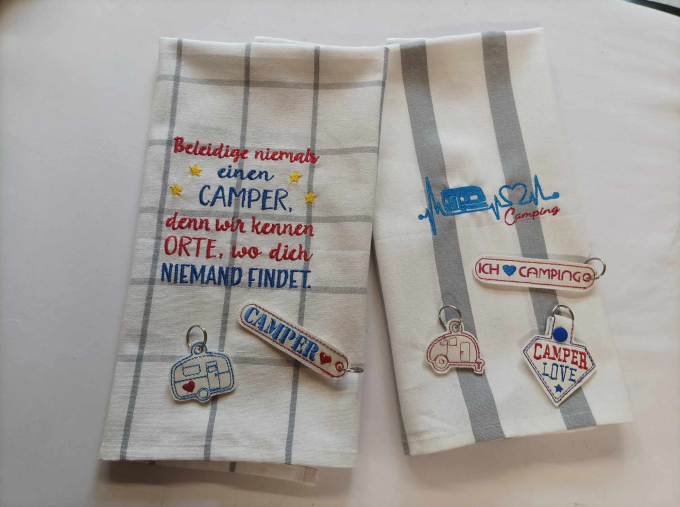 Beleidige niemals
einen
CAMPER,
denn wir kennen
ORTE, wo dich
NIEMAND FINDET.
CAMPER
Camping
ICH CAMPING
CAMPER
LOVE